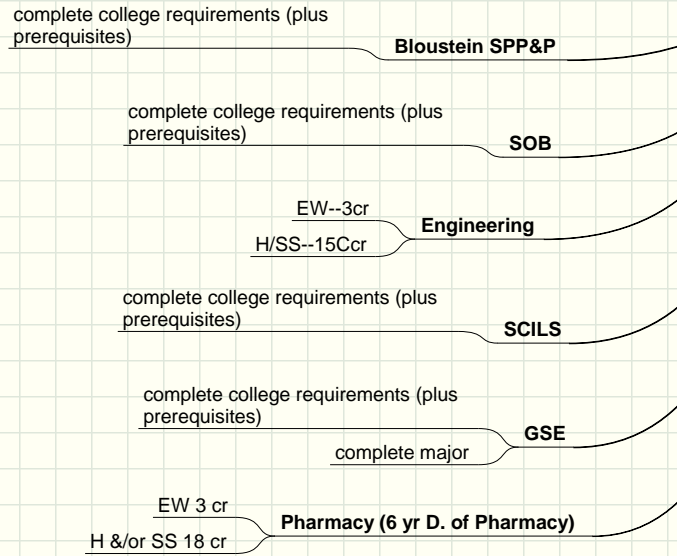 complete college requirements (plus
prerequisites)
Bloustein SPP&P
complete college requirements (plus
prerequisites)
SOB
EW--3cr
Engineering
H/SS--15Ccr
complete college requirements (plus
prerequisites)
SCILS
complete college requirements (plus
prerequisites)
GSE
complete major
EW 3 cr
Pharmacy (6 yr D. of Pharmacy)
H &/or SS 18 cr